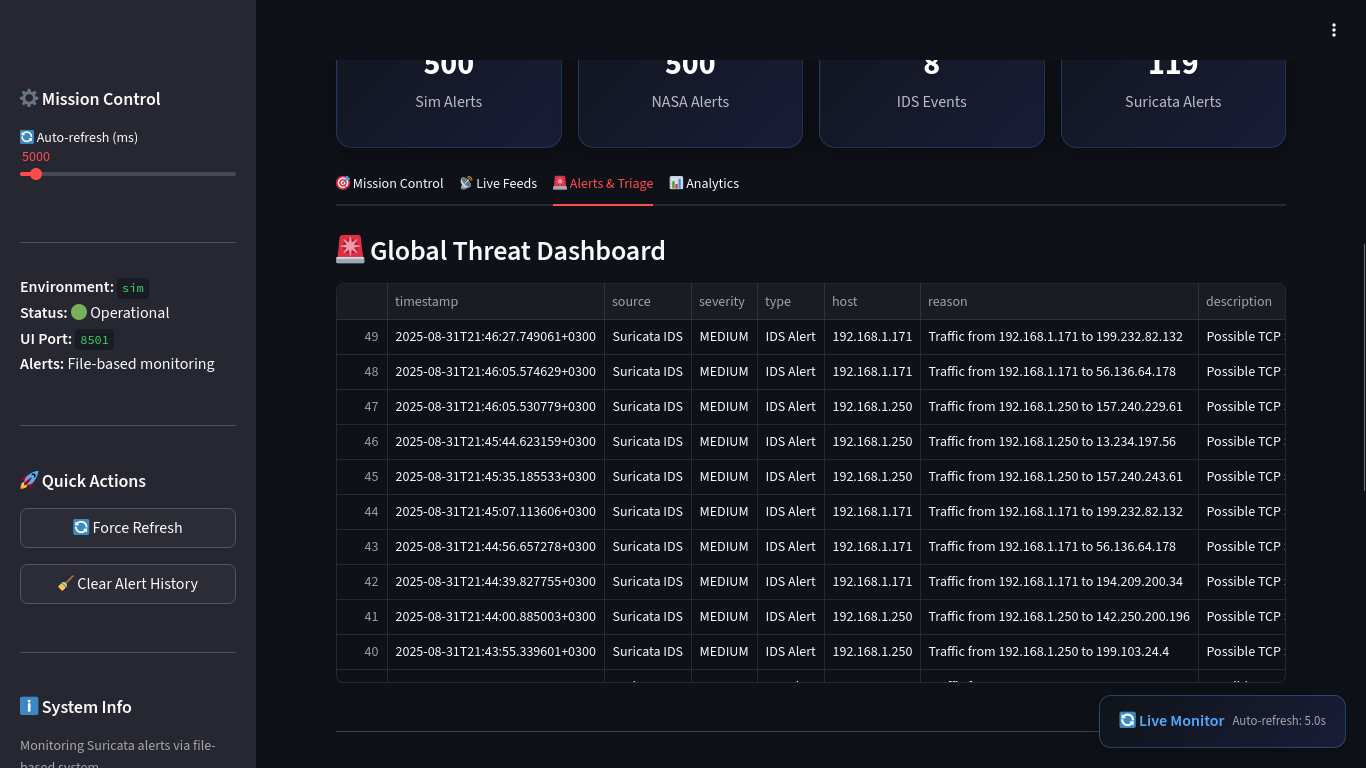 Mission Control
Auto-refresh (ms)
5000
Environment: sim
Status: Operational
UI Port: 8501
Alerts: File-based monitoring
Quick Actions
Force Refresh
Clear Alert History
System Info
Monitoring Suricata alerts via file-
based system
500 500 8 119
Sim Alerts NASA Alerts IDS Events Suricata Alerts
Mission Control Live Feeds Alerts & Triage Analytics
Global Threat Dashboard
timestamp source severity type host reason description
49 2025-08-31T21:46:27.749061+0300 Suricata IDS MEDIUM IDS Alert 192.168.1.171 Traffic from 192.168.1.171 to 199.232.82.132 Possible TCP
48 2025-08-31T21:46:05.574629+0300 Suricata IDS MEDIUM IDS Alert 192.168.1.171 Traffic from 192.168.1.171 to 56.136.64.178 Possible TCP
47 2025-08-31T21:46:05.530779+0300 Suricata IDS MEDIUM IDS Alert 192.168.1.250 Traffic from 192.168.1.250 to 157.240.229.61 Possible TCP
46 2025-08-31T21:45:44.623159+0300 Suricata IDS MEDIUM IDS Alert 192.168.1.250 Traffic from 192.168.1.250 to 13.234.197.56 Possible TCP
45 2025-08-31T21:45:35.185533+0300 Suricata IDS MEDIUM IDS Alert 192.168.1.250 Traffic from 192.168.1.250 to 157.240.243.61 Possible TCP
44 2025-08-31T21:45:07.113606+0300 Suricata IDS MEDIUM IDS Alert 192.168.1.171 Traffic from 192.168.1.171 to 199.232.82.132 Possible TCP
43 2025-08-31T21:44:56.657278+0300 Suricata IDS MEDIUM IDS Alert 192.168.1.171 Traffic from 192.168.1.171 to 56.136.64.178 Possible TCP
42 2025-08-31T21:44:39.827755+0300 Suricata IDS MEDIUM IDS Alert 192.168.1.171 Traffic from 192.168.1.171 to 194.209.200.34 Possible TCP
41 2025-08-31T21:44:00.885003+0300 Suricata IDS MEDIUM IDS Alert 192.168.1.250 Traffic from 192.168.1.250 to 142.250.200.196 Possible TCP
40 2025-08-31T21:43:55.339601+0300 Suricata IDS MEDIUM IDS Alert 192.168.1.250 Traffic from 192.168.1.250 to 199.103.24.4 Possible TCP
Live Monitor Auto-refresh: 5.0s